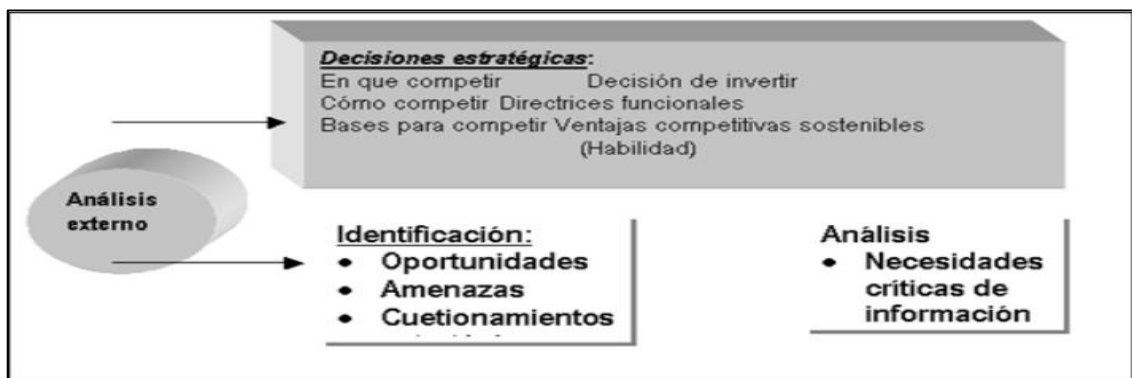 Decisiones estratégicas:
En que competir Decisión de invertir
Cómo competir Directrices funcionales
Bases para competir Ventajas competitivas sostenibles
(Habilidad)
Análisis
externo
Identificación:
• Oportunidades
• Amenazas
• Cuetionamientos
Análisis
• Necesidades
críticas de
información